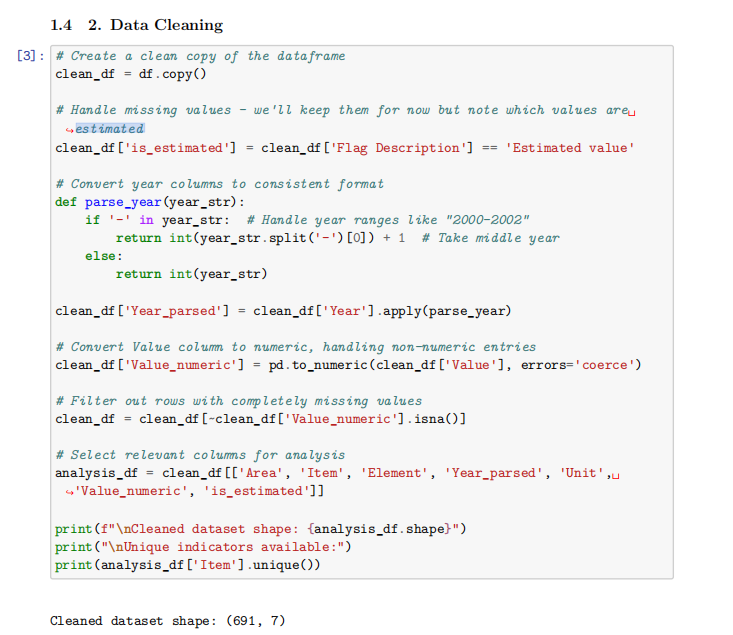 1.4 2. Data Cleaning
[3]: # Create a clean copy of the dataframe
clean_df = df.copy()
# Handle missing values - we'll keep them for now but note which values are␣
↪estimated
clean_df['is_estimated'] = clean_df['Flag Description'] == 'Estimated value'
# Convert year columns to consistent format
def parse_year(year_str):
    if '-' in year_str:  # Handle year ranges like "2000-2002"
        return int(year_str.split('-')[0]) + 1  # Take middle year
    else:
        return int(year_str)
clean_df['Year_parsed'] = clean_df['Year'].apply(parse_year)
# Convert Value column to numeric, handling non-numeric entries
clean_df['Value_numeric'] = pd.to_numeric(clean_df['Value'], errors='coerce')
# Filter out rows with completely missing values
clean_df = clean_df[~clean_df['Value_numeric'].isna()]
# Select relevant columns for analysis
analysis_df = clean_df[['Area', 'Item', 'Element', 'Year_parsed', 'Unit',␣
↪'Value_numeric', 'is_estimated']]
print(f"\nCleaned dataset shape: {analysis_df.shape}")
print("\nUnique indicators available:")
print(analysis_df['Item'].unique())
Cleaned dataset shape: (691, 7)